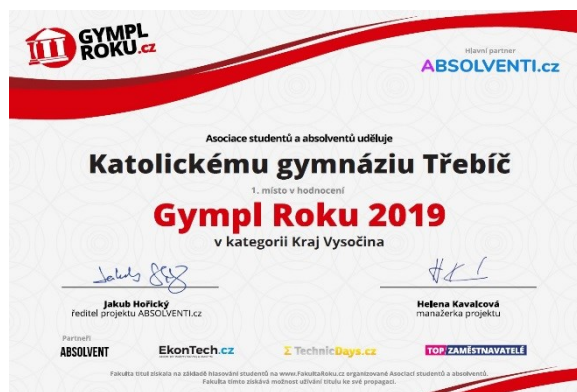 GYMPL
ROKU.cz
Hlavní partner
ABSOLVENTI.cz
Asociace studentů a absolventů uděluje
Katolickému gymnáziu Třebíč
1. místo v hodnocení
Gympl Roku 2019
v kategorii Kraj Vysočina
Jakub Hořický
ředitel projektu ABSOLVENTI.cz
Helena Kavalcová
manažerka projektu
Partneři
ABSOLVENT
EkonTech.cz
TechnicDays.cz
TOP ZAMĚSTNAVATELÉ
Fakulta titul získala na základě hlasování studentů na www.FakultaRoku.cz organizované Asociací studentů a absolventů.
Fakulta tímto získává možnost užívání titulu ke své propagaci.